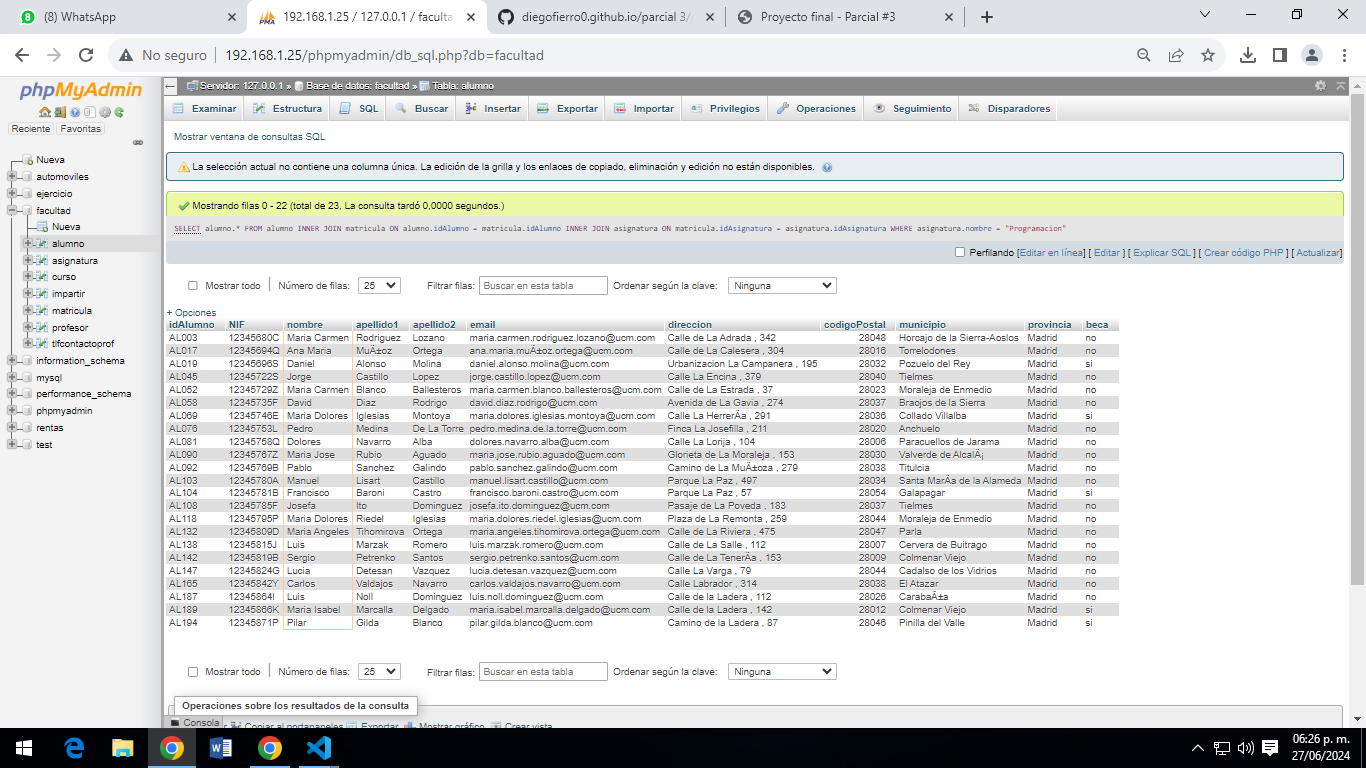 (8) WhatsApp
192.168.1.25 / 127.0.0.1 / faculta
diegofierro0.github.io/parcial 3/p
Proyecto final - Parcial #3
No seguro 192.168.1.25/phpmyadmin/db_sql.php?db=facultad
phpMyAdmin
Reciente Favoritas
Nueva
automoviles
ejercicio
facultad
Nueva
alumno
asignatura
curso
impartir
matricula
profesor
tlfcontactoprof
information_schema
mysql
performance_schema
phpmyadmin
rentas
test
Servidor: 127.0.0.1 » Base de datos: facultad » Tabla: alumno
Examinar Estructura SQL Buscar Insertar Exportar Importar Privilegios Operaciones Seguimiento Disparadores
Mostrar ventana de consultas SQL
La selección actual no contiene una columna única. La edición de la grilla y los enlaces de copiado, eliminación y edición no están disponibles.
Mostrando filas 0 - 22 (total de 23, La consulta tardó 0,0000 segundos.)
SELECT alumno.* FROM alumno INNER JOIN matricula ON alumno.idAlumno = matricula.idAlumno INNER JOIN asignatura ON matricula.idAsignatura = asignatura.idAsignatura WHERE asignatura.nombre = "Programacion"
Perfilando [Editar en línea] [ Editar ] [ Explicar SQL ] [ Crear código PHP ] [ Actualizar]
Mostrar todo Número de filas: 25 Filtrar filas: Buscar en esta tabla Ordenar según la clave: Ninguna
+ Opciones
idAlumno NIF nombre apellido1 apellido2 email direccion codigoPostal municipio provincia beca
AL003 12345680C Maria Carmen Rodriguez Lozano maria.carmen.rodriguez.lozano@ucm.com Calle de La Adrada , 342 28048 Horcajo de la Sierra-Aoslos Madrid no
AL017 12345694Q Ana Maria MuÃ±oz Ortega ana.maria.muÃ±oz.ortega@ucm.com Calle de La Calesera , 304 28016 Torrelodones Madrid no
AL019 12345696S Daniel Alonso Molina daniel.alonso.molina@ucm.com Urbanizacion La Campanera , 195 28032 Pozuelo del Rey Madrid si
AL045 12345722S Jorge Castillo Lopez jorge.castillo.lopez@ucm.com Calle La Encina , 379 28040 Tielmes Madrid no
AL052 12345729Z Maria Carmen Blanco Ballesteros maria.carmen.blanco.ballesteros@ucm.com Calle de La Estrada , 37 28023 Moraleja de Enmedio Madrid no
AL058 12345735F David Diaz Rodrigo david.diaz.rodrigo@ucm.com Avenida de La Gavia , 274 28037 Braojos de la Sierra Madrid no
AL069 12345746E Maria Dolores Iglesias Montoya maria.dolores.iglesias.montoya@ucm.com Calle La HerrerÃ­a , 291 28036 Collado Villalba Madrid si
AL076 12345753L Pedro Medina De La Torre pedro.medina.de.la.torre@ucm.com Finca La Josefilla , 211 28020 Anchuelo Madrid no
AL081 12345758Q Dolores Navarro Alba dolores.navarro.alba@ucm.com Calle La Lorija , 104 28006 Paracuellos de Jarama Madrid no
AL090 12345767Z Maria Jose Rubio Aguado maria.jose.rubio.aguado@ucm.com Glorieta de La Moraleja , 153 28030 Valverde de AlcalÃ¡ Madrid no
AL092 12345769B Pablo Sanchez Galindo pablo.sanchez.galindo@ucm.com Camino de La MuÃ±oza , 279 28038 Titulcia Madrid no
AL103 12345780A Manuel Lisart Castillo manuel.lisart.castillo@ucm.com Parque La Paz , 497 28034 Santa MarÃ­a de la Alameda Madrid no
AL104 12345781B Francisco Baroni Castro francisco.baroni.castro@ucm.com Parque La Paz , 57 28054 Galapagar Madrid si
AL108 12345785F Josefa Ito Dominguez josefa.ito.dominguez@ucm.com Pasaje de La Poveda , 183 28037 Tielmes Madrid no
AL118 12345795P Maria Dolores Riedel Iglesias maria.dolores.riedel.iglesias@ucm.com Plaza de La Remonta , 259 28044 Moraleja de Enmedio Madrid no
AL132 12345809D Maria Angeles Tihomirova Ortega maria.angeles.tihomirova.ortega@ucm.com Calle de La Riviera , 475 28047 Parla Madrid no
AL138 12345815J Luis Marzak Romero luis.marzak.romero@ucm.com Calle de La Salle , 112 28007 Cervera de Buitrago Madrid no
AL142 12345819B Sergio Petrenko Santos sergio.petrenko.santos@ucm.com Calle de La TenerÃ­a , 153 28009 Colmenar Viejo Madrid no
AL147 12345824G Lucia Detesan Vazquez lucia.detesan.vazquez@ucm.com Calle La Varga , 79 28044 Cadalso de los Vidrios Madrid no
AL165 12345842Y Carlos Valdajos Navarro carlos.valdajos.navarro@ucm.com Calle Labrador , 314 28038 El Atazar Madrid no
AL187 12345864I Luis Noll Dominguez luis.noll.dominguez@ucm.com Calle de la Ladera , 112 28026 CarabaÃ±a Madrid no
AL189 12345866K Maria Isabel Marcalla Delgado maria.isabel.marcalla.delgado@ucm.com Calle de la Ladera , 142 28012 Colmenar Viejo Madrid si
AL194 12345871P Pilar Gilda Blanco pilar.gilda.blanco@ucm.com Camino de la Ladera , 87 28046 Pinilla del Valle Madrid si
Mostrar todo Número de filas: 25 Filtrar filas: Buscar en esta tabla Ordenar según la clave: Ninguna
Operaciones sobre los resultados de la consulta
Consola
Copiar al portapapeles Exportar Mostrar gráfico Crear vista
06:26 p. m.
27/06/2024